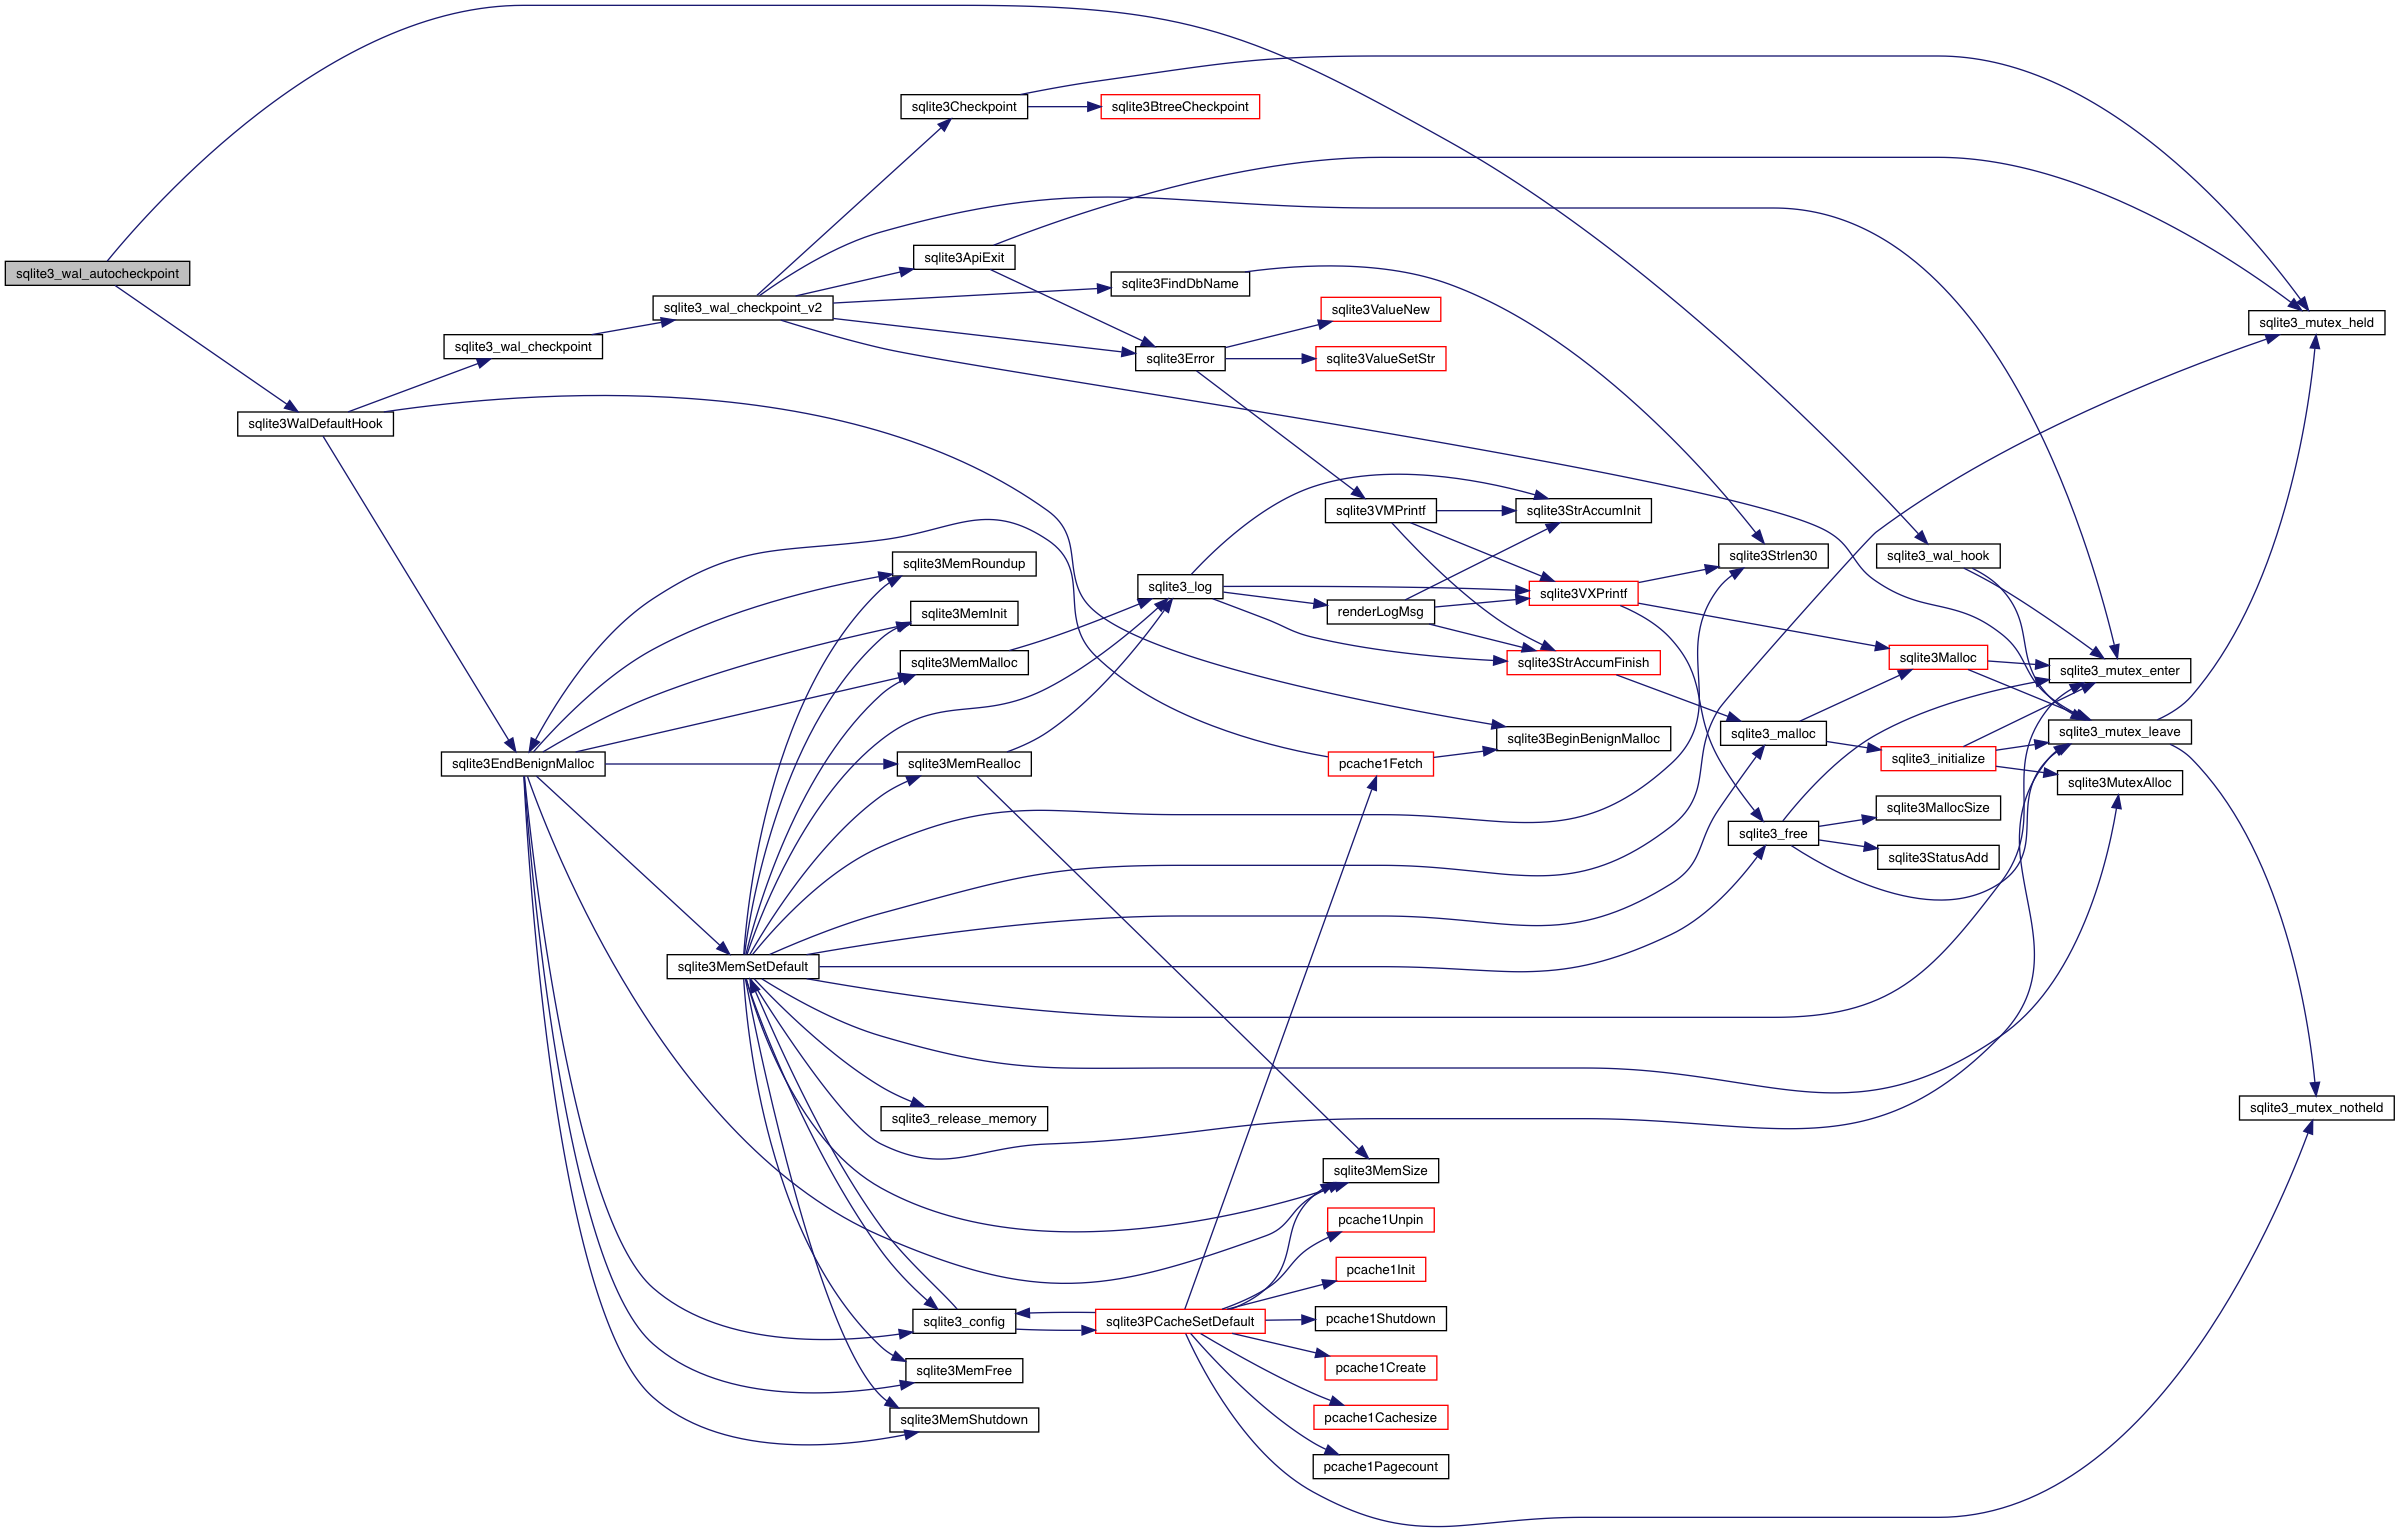 sqlite3_wal_autocheckpoint
sqlite3WalDefaultHook
sqlite3_wal_checkpoint
sqlite3EndBenignMalloc
sqlite3_wal_checkpoint_v2
sqlite3MemSetDefault
sqlite3Checkpoint
sqlite3ApiExit
sqlite3MemRoundup
sqlite3MemInit
sqlite3MemMalloc
sqlite3MemRealloc
sqlite3_release_memory
sqlite3_config
sqlite3MemFree
sqlite3MemShutdown
sqlite3BtreeCheckpoint
sqlite3FindDbName
sqlite3Error
sqlite3_log
sqlite3PCacheSetDefault
sqlite3ValueNew
sqlite3ValueSetStr
sqlite3VMPrintf
renderLogMsg
pcache1Fetch
sqlite3MemSize
pcache1Unpin
pcache1Init
pcache1Shutdown
pcache1Create
pcache1Cachesize
pcache1Pagecount
sqlite3StrAccumInit
sqlite3VXPrintf
sqlite3StrAccumFinish
sqlite3BeginBenignMalloc
sqlite3Strlen30
sqlite3_malloc
sqlite3_free
sqlite3_wal_hook
sqlite3Malloc
sqlite3_initialize
sqlite3MallocSize
sqlite3StatusAdd
sqlite3_mutex_enter
sqlite3_mutex_leave
sqlite3MutexAlloc
sqlite3_mutex_held
sqlite3_mutex_notheld